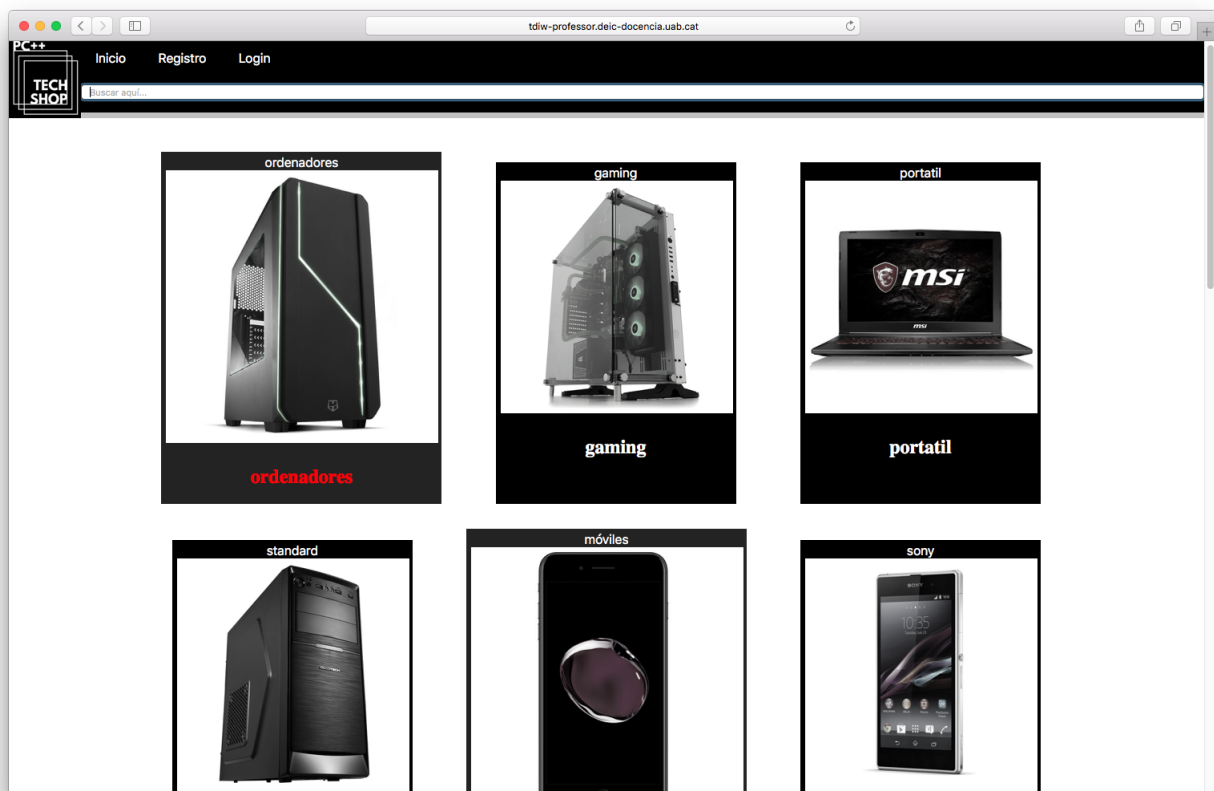 tdiw-professor.deic-docencia.uab.cat
PC++
TECH
SHOP
Inicio Registro Login
Buscar aquí...
ordenadores
gaming
portatil
msi
msi
ordenadores
gaming
portatil
standard
móviles
sony
SONY
10:35